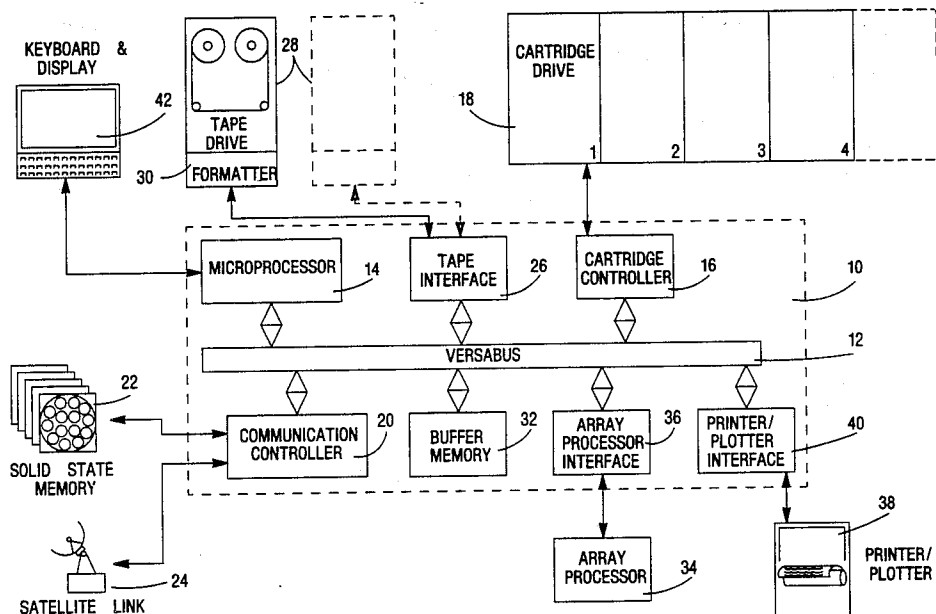 KEYBOARD &
DISPLAY
42
TAPE
DRIVE
30
FORMATTER
28
CARTRIDGE
DRIVE
18
1
2
3
4
MICROPROCESSOR
14
TAPE
INTERFACE
26
CARTRIDGE
CONTROLLER
16
10
VERSABUS
12
22
SOLID STATE
MEMORY
COMMUNICATION
CONTROLLER
20
BUFFER
MEMORY
32
ARRAY
PROCESSOR
INTERFACE
36
PRINTER/
PLOTTER
INTERFACE
40
24
SATELLITE LINK
ARRAY
PROCESSOR
34
38
PRINTER/
PLOTTER